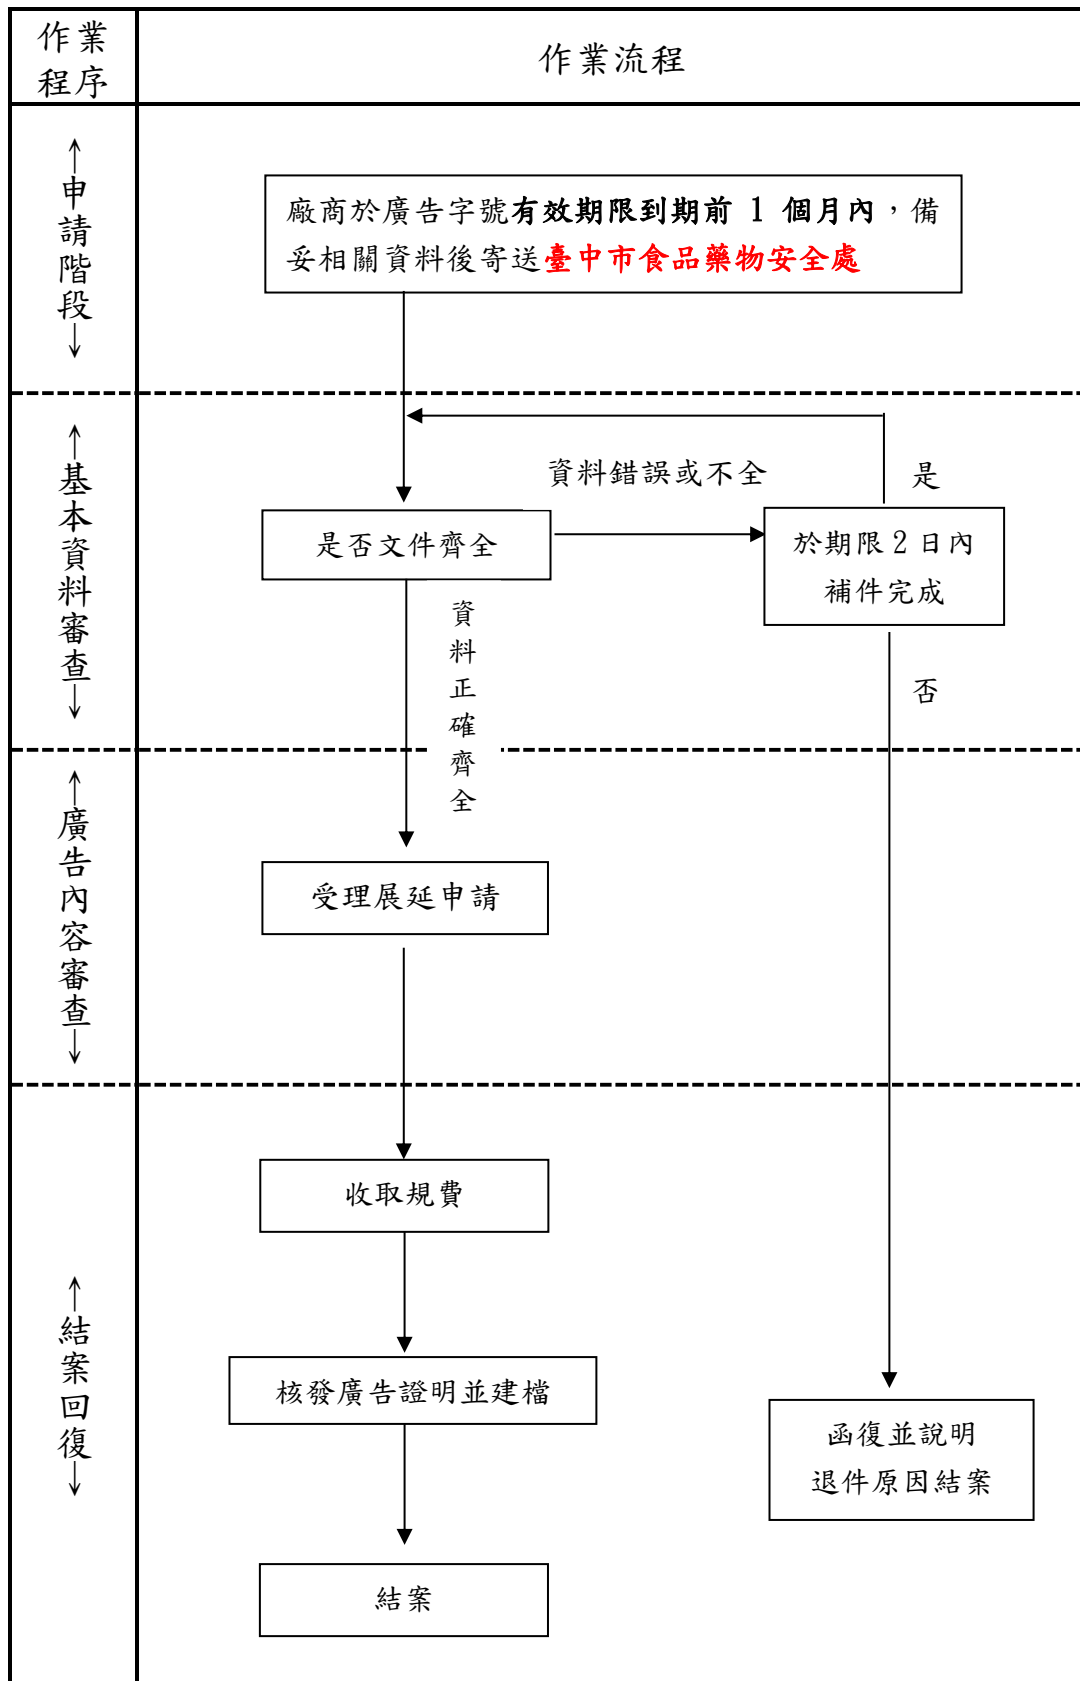 作業
程序
作業流程
↑申請階段↓
廠商於廣告字號有效期限到期前 1 個月內，備
妥相關資料後寄送臺中市食品藥物安全處
↑基本資料審查↓
資料錯誤或不全
是
是否文件齊全
於期限 2 日內
補件完成
資料正確齊全
否
↑廣告內容審查↓
受理展延申請
↑結案回復↓
收取規費
核發廣告證明並建檔
函復並說明
退件原因結案
結案